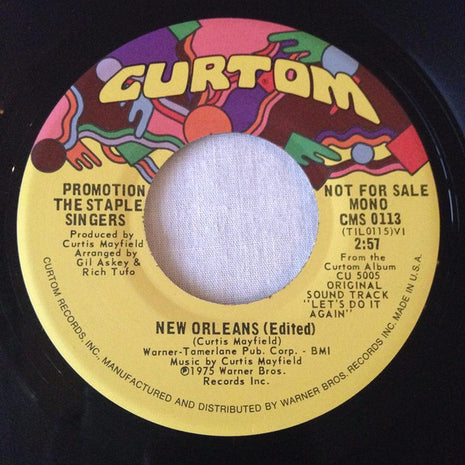 CURTOM
PROMOTION
THE STAPLE
SINGERS
Produced by
Curtis Mayfield
Arranged by
Gil Askey &
Rich Tufo
NOT FOR SALE
MONO
CMS 0113
(TIL0115)V1
2:57
From the
Curtom Album
CU 5005
ORIGINAL
SOUND TRACK
"LET'S DO IT
AGAIN"
NEW ORLEANS (Edited)
(Curtis Mayfield)
Warner-Tamerlane Pub. Corp. - BMI
Music by Curtis Mayfield
℗1975 Warner Bros.
Records Inc.
CURTOM RECORDS, INC. MANUFACTURED AND DISTRIBUTED BY WARNER BROS. RECORDS INC. MADE IN U.S.A.